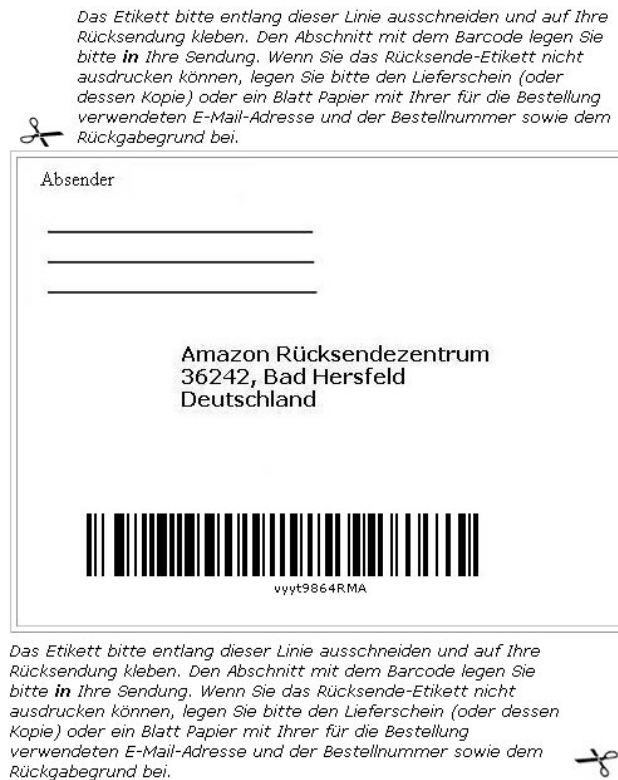 Das Etikett bitte entlang dieser Linie ausschneiden und auf Ihre
Rücksendung kleben. Den Abschnitt mit dem Barcode legen Sie
bitte in Ihre Sendung. Wenn Sie das Rücksende-Etikett nicht
ausdrucken können, legen Sie bitte den Lieferschein (oder
dessen Kopie) oder ein Blatt Papier mit Ihrer für die Bestellung
verwendeten E-Mail-Adresse und der Bestellnummer sowie dem
Rückgabegrund bei.
Absender
Amazon Rücksendezentrum
36242, Bad Hersfeld
Deutschland
vyyt9864RMA
Das Etikett bitte entlang dieser Linie ausschneiden und auf Ihre
Rücksendung kleben. Den Abschnitt mit dem Barcode legen Sie
bitte in Ihre Sendung. Wenn Sie das Rücksende-Etikett nicht
ausdrucken können, legen Sie bitte den Lieferschein (oder dessen
Kopie) oder ein Blatt Papier mit Ihrer für die Bestellung
verwendeten E-Mail-Adresse und der Bestellnummer sowie dem
Rückgabegrund bei.